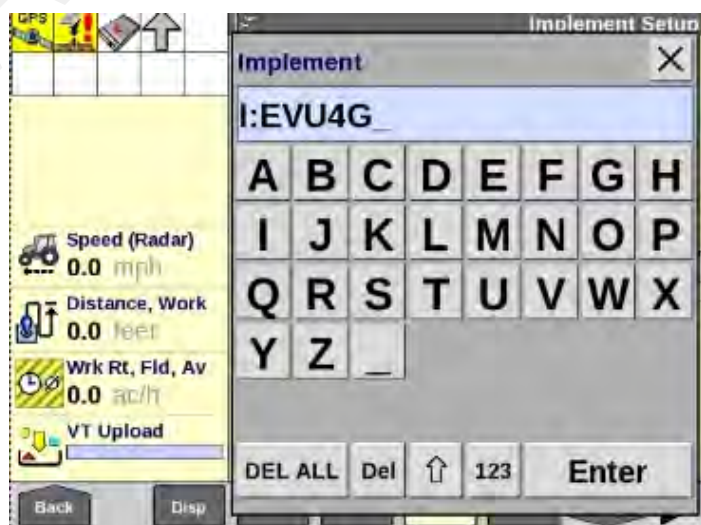 GPS
Implement Setup
Implement
I:EVU4G_
A B C D E F G H
I J K L M N O P
Q R S T U V W X
Y Z _
DEL ALL Del ⇧ 123 Enter
Speed (Radar)
0.0 mph
Distance, Work
0.0 feet
Wrk Rt, Fld, Av
0.0 ac/h
VT Upload
Back Disp